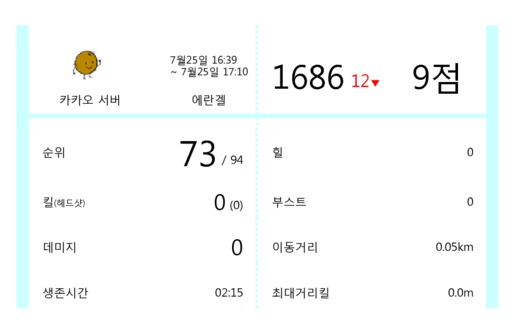 7월25일 16:39
~ 7월25일 17:10
카카오 서버
에란겔
1686 12▼ 9점
순위 73 / 94
킬(헤드샷) 0 (0)
데미지 0
생존시간 02:15
힐 0
부스트 0
이동거리 0.05km
최대거리킬 0.0m